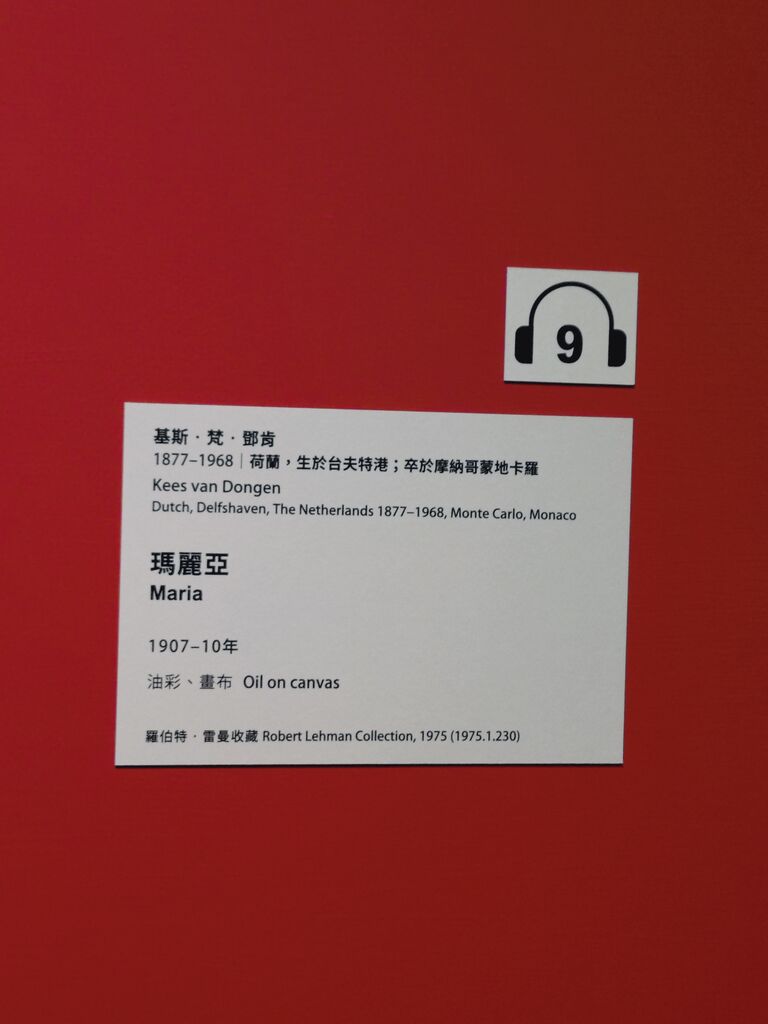 9
基斯·梵·鄧肯
1877–1968｜荷蘭，生於台夫特港；卒於摩納哥蒙地卡羅
Kees van Dongen
Dutch, Delfshaven, The Netherlands 1877–1968, Monte Carlo, Monaco
瑪麗亞
Maria
1907–10年
油彩、畫布 Oil on canvas
羅伯特·雷曼收藏 Robert Lehman Collection, 1975 (1975.1.230)